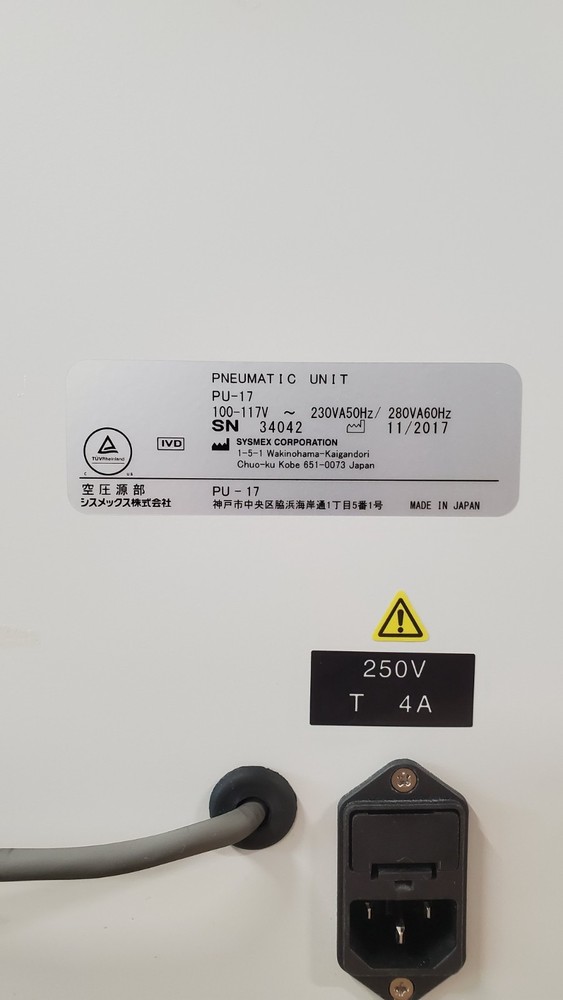 PNEUMATIC UNIT
PU-17
100-117V ～ 230VA50Hz/ 280VA60Hz
SN 34042 11/2017
TÜVRheinland
C US
IVD
SYSMEX CORPORATION
1-5-1 Wakinohama-Kaigandori
Chuo-ku Kobe 651-0073 Japan
空圧源部 PU-17
シスメックス株式会社 神戸市中央区脇浜海岸通1丁目5番1号 MADE IN JAPAN
250V
T 4A